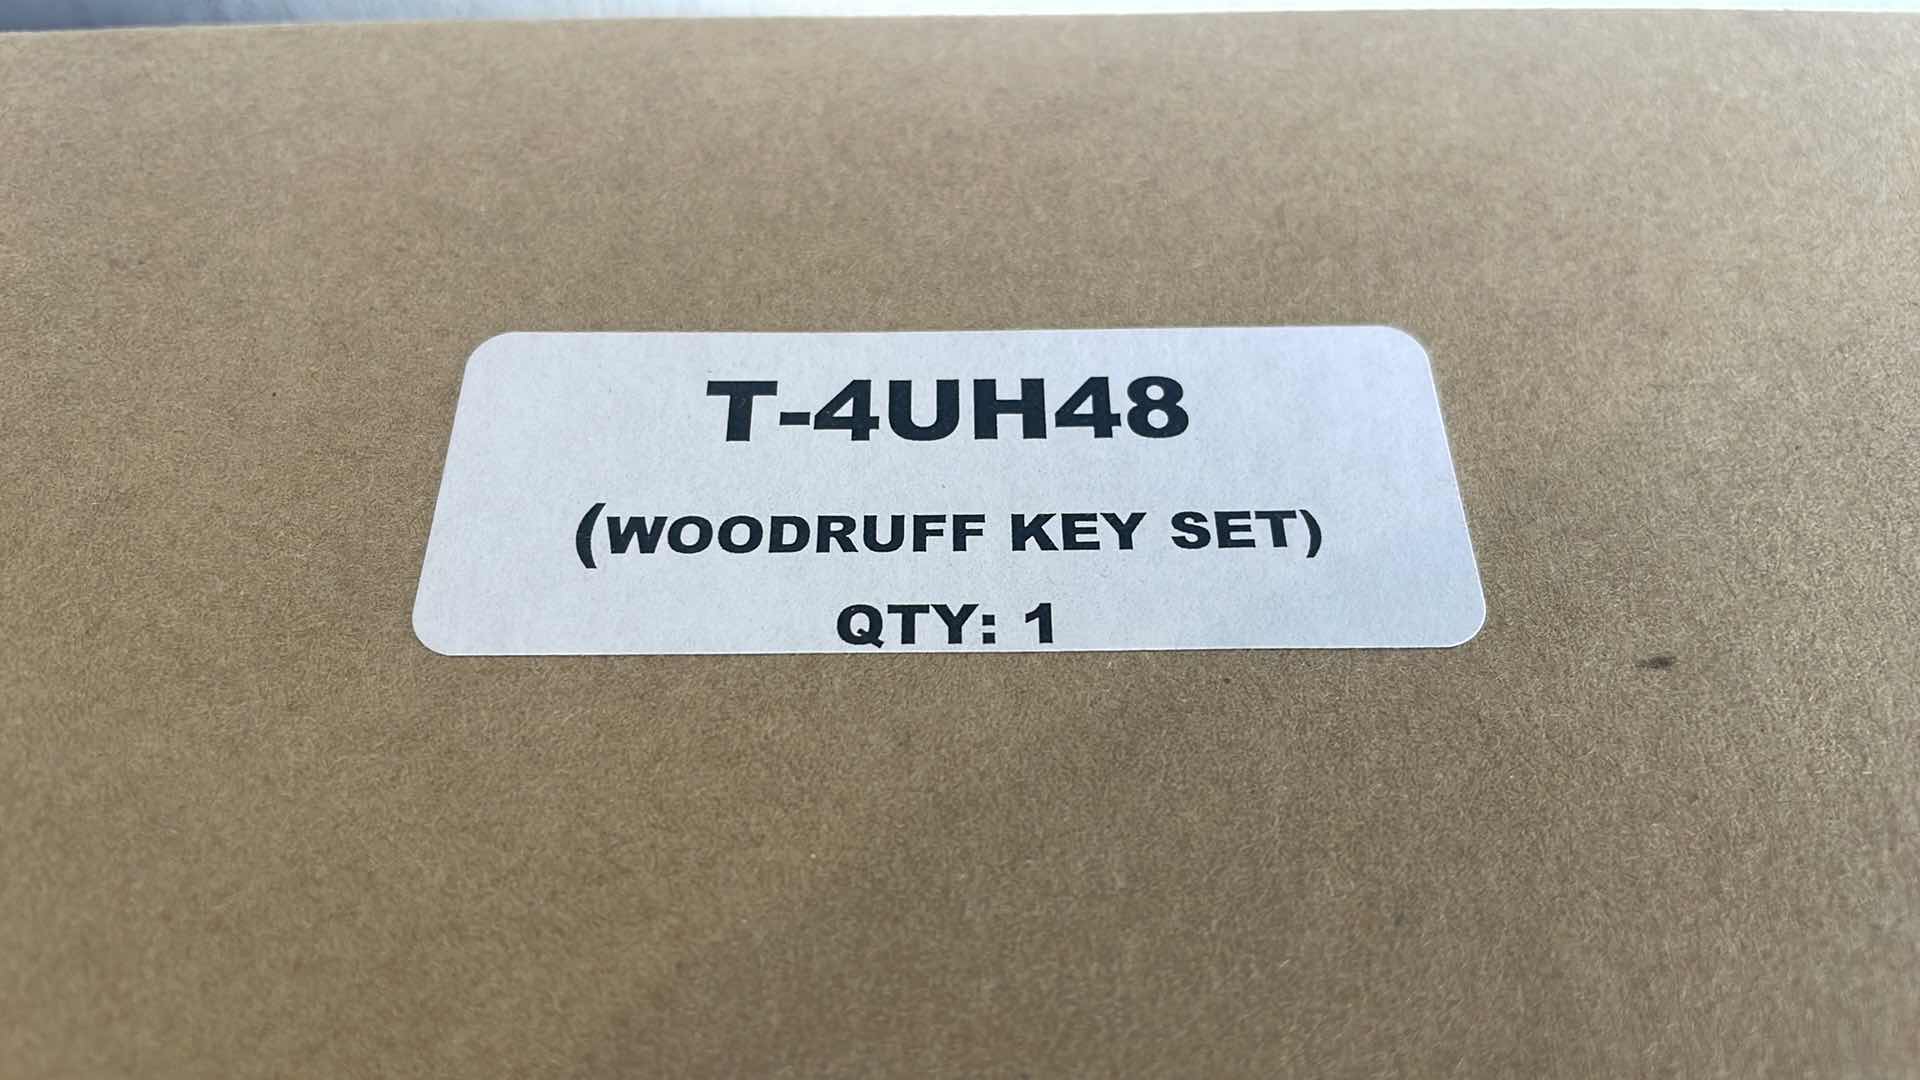 T-4UH48
(WOODRUFF KEY SET)
QTY: 1